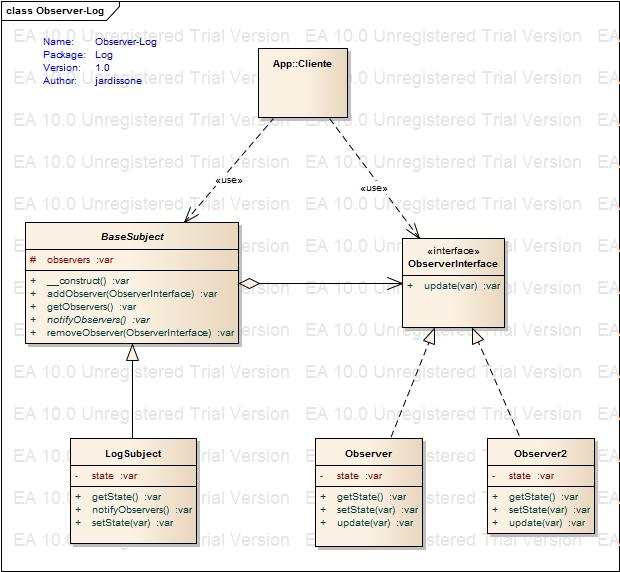 class Observer-Log
EA 10.0 Unregistered Trial Version EA 10.0 Unregistered Trial Version EA
Name: Observer-Log
Package: Log
Version: 1.0
Author: jardissone
App::Cliente
«use»
«use»
BaseSubject
# observers :var
+ __construct() :var
+ addObserver(ObserverInterface) :var
+ getObservers() :var
+ notifyObservers() :var
+ removeObserver(ObserverInterface) :var
«interface»
ObserverInterface
+ update(var) :var
LogSubject
- state :var
+ getState() :var
+ notifyObservers() :var
+ setState(var) :var
Observer
- state :var
+ getState() :var
+ setState(var) :var
+ update(var) :var
Observer2
- state :var
+ getState() :var
+ setState(var) :var
+ update(var) :var